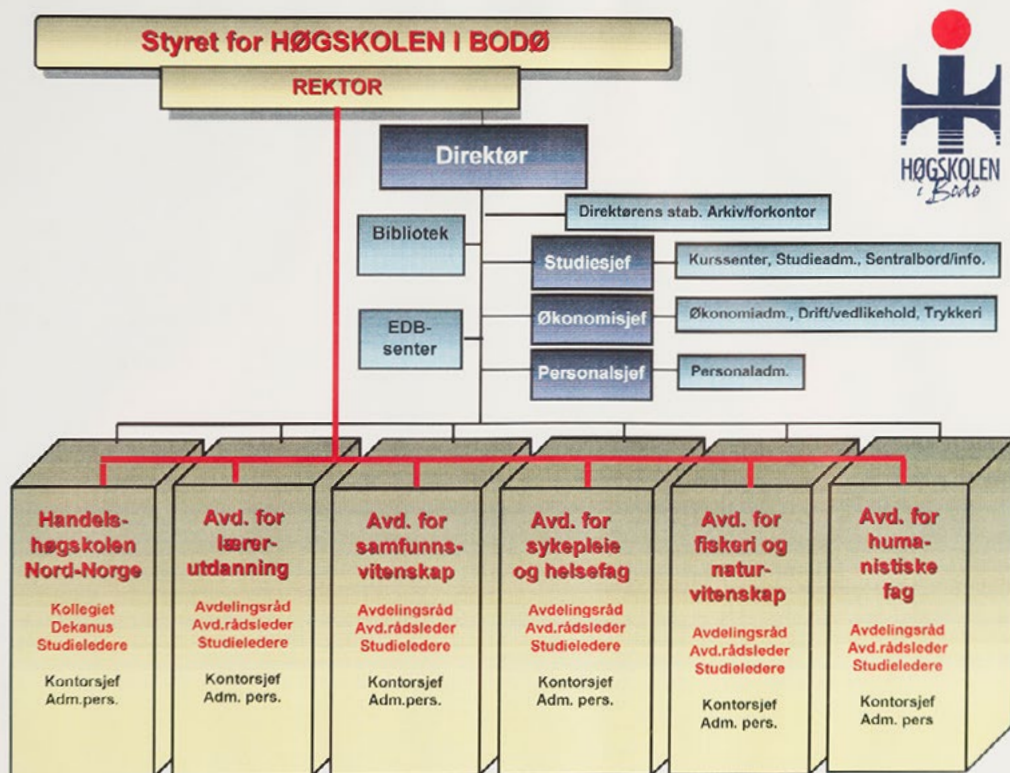 Styret for HØGSKOLEN I BODØ
REKTOR
HØGSKOLEN
i Bodø
Direktør
Direktørens stab. Arkiv/forkontor
Bibliotek
Studiesjef
Kurssenter, Studieadm., Sentralbord/info.
EDB-
senter
Økonomisjef
Økonomiadm., Drift/vedlikehold, Trykkeri
Personalsjef
Personaladm.
Handels-
høgskolen
Nord-Norge
Kollegiet
Dekanus
Studieledere
Kontorsjef
Adm.pers.
Avd. for
lærer-
utdanning
Avdelingsråd
Avd.rådsleder
Studieledere
Kontorsjef
Adm. pers.
Avd. for
samfunns-
vitenskap
Avdelingsråd
Avd.rådsleder
Studieledere
Kontorsjef
Adm. pers.
Avd. for
sykepleie
og helsefag
Avdelingsråd
Avd.rådsleder
Studieledere
Kontorsjef
Adm. pers.
Avd. for
fiskeri og
natur-
vitenskap
Avdelingsråd
Avd.rådsleder
Studieledere
Kontorsjef
Adm. pers.
Avd. for
huma-
nistiske
fag
Avdelingsråd
Avd.rådsleder
Studieledere
Kontorsjef
Adm. pers